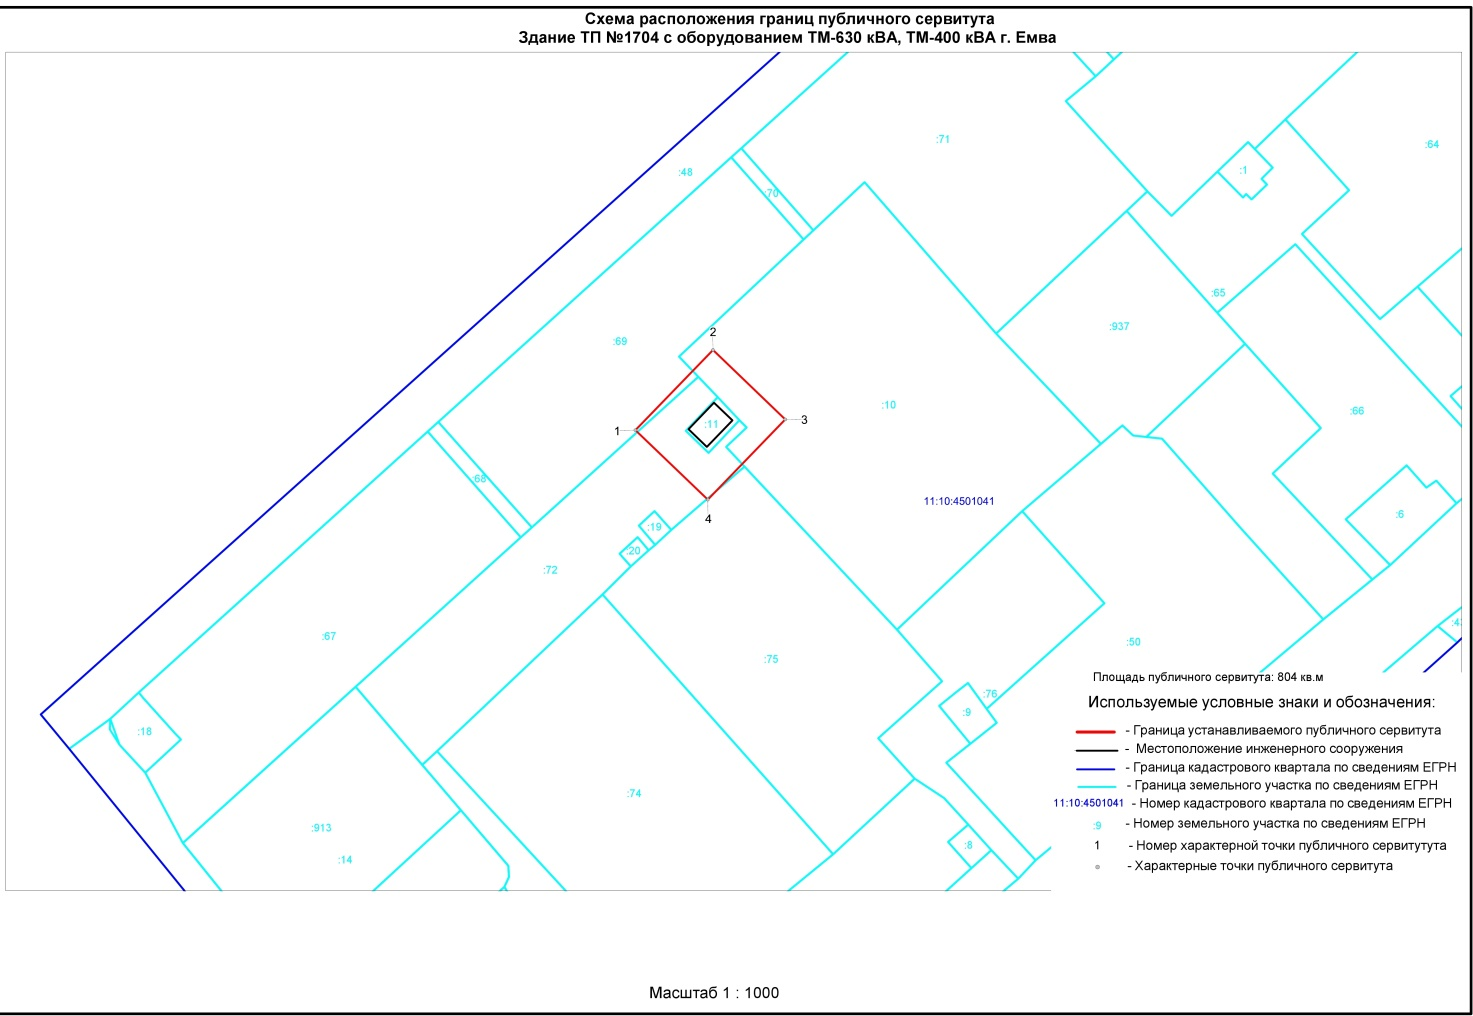 Схема расположения границ публичного сервитута
Здание ТП №1704 с оборудованием ТМ-630 кВА, ТМ-400 кВА г. Емва
:71
:64
:48
:1
:70
:65
:937
2
:69
:10
:66
:11
3
1
:68
11:10:4501041
:6
4
:19
:20
:72
:67
:50
:75
:76
:9
:18
:74
:913
:14
:8
Площадь публичного сервитута: 804 кв.м
Используемые условные знаки и обозначения:
- Граница устанавливаемого публичного сервитута
- Местоположение инженерного сооружения
- Граница кадастрового квартала по сведениям ЕГРН
- Граница земельного участка по сведениям ЕГРН
11:10:4501041 - Номер кадастрового квартала по сведениям ЕГРН
:9 - Номер земельного участка по сведениям ЕГРН
1 - Номер характерной точки публичного сервитутута
- Характерные точки публичного сервитута
Масштаб 1 : 1000